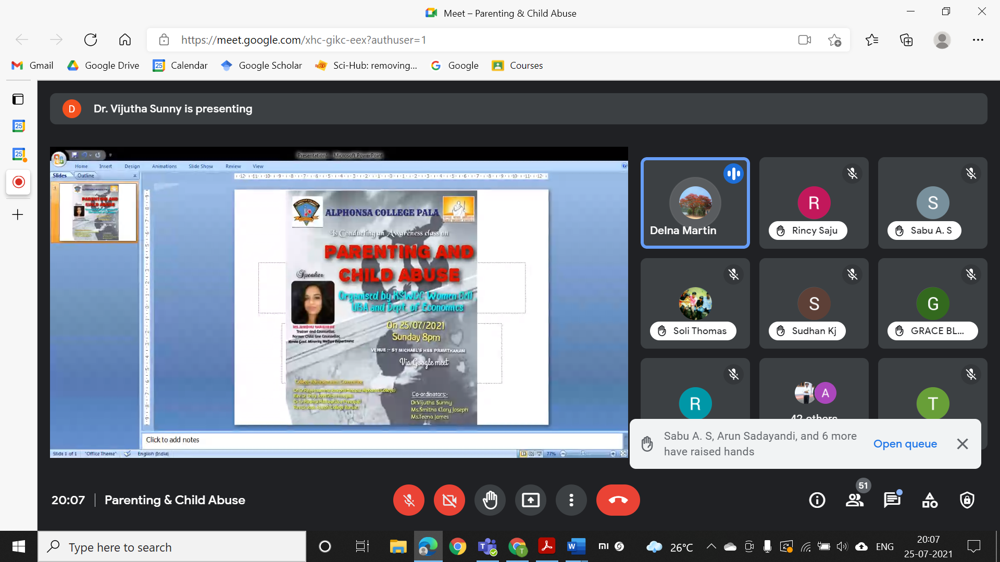 Meet – Parenting & Child Abuse
https://meet.google.com/xhc-gikc-eex?authuser=1
Gmail
Google Drive
25
Calendar
Google Scholar
Sci-Hub: removing...
Google
Courses
25
25
D
Dr. Vijutha Sunny is presenting
Presentation1 - Microsoft PowerPoint
Home
Insert
Design
Animations
Slide Show
Review
View
Slides
Outline
1
ALPHONSA COLLEGE PALA
Is Conducting an Awareness class on
PARENTING AND
CHILD ABUSE
Speaker
Organised by KSWDC Women Cell
UBA and Dept of Economics
MS.SINDHU VARGHESE
Trainer and Counsellor,
Former Child line Counsellor,
Kerala Govt. Minority Welfare Department
On 25/07/2021
Sunday 8pm
VENUE :- ST MICHAEL'S HSS PRAVITHANAM
Via Google meet
College Administrative Committee
Co-ordinators:-
Dr.Vijutha Sunny
Ms.Smitha Clary Joseph
Ms.Teena James
Click to add notes
Slide 1 of 1
"Office Theme"
English (India)
77%
Delna Martin
R
Rincy Saju
S
Sabu A. S
Soli Thomas
S
Sudhan Kj
G
GRACE BL...
R
A
42 others
T
Sabu A. S, Arun Sadayandi, and 6 more
have raised hands
Open queue
20:07
Parenting & Child Abuse
51
Type here to search
26°C
ENG
20:07
25-07-2021